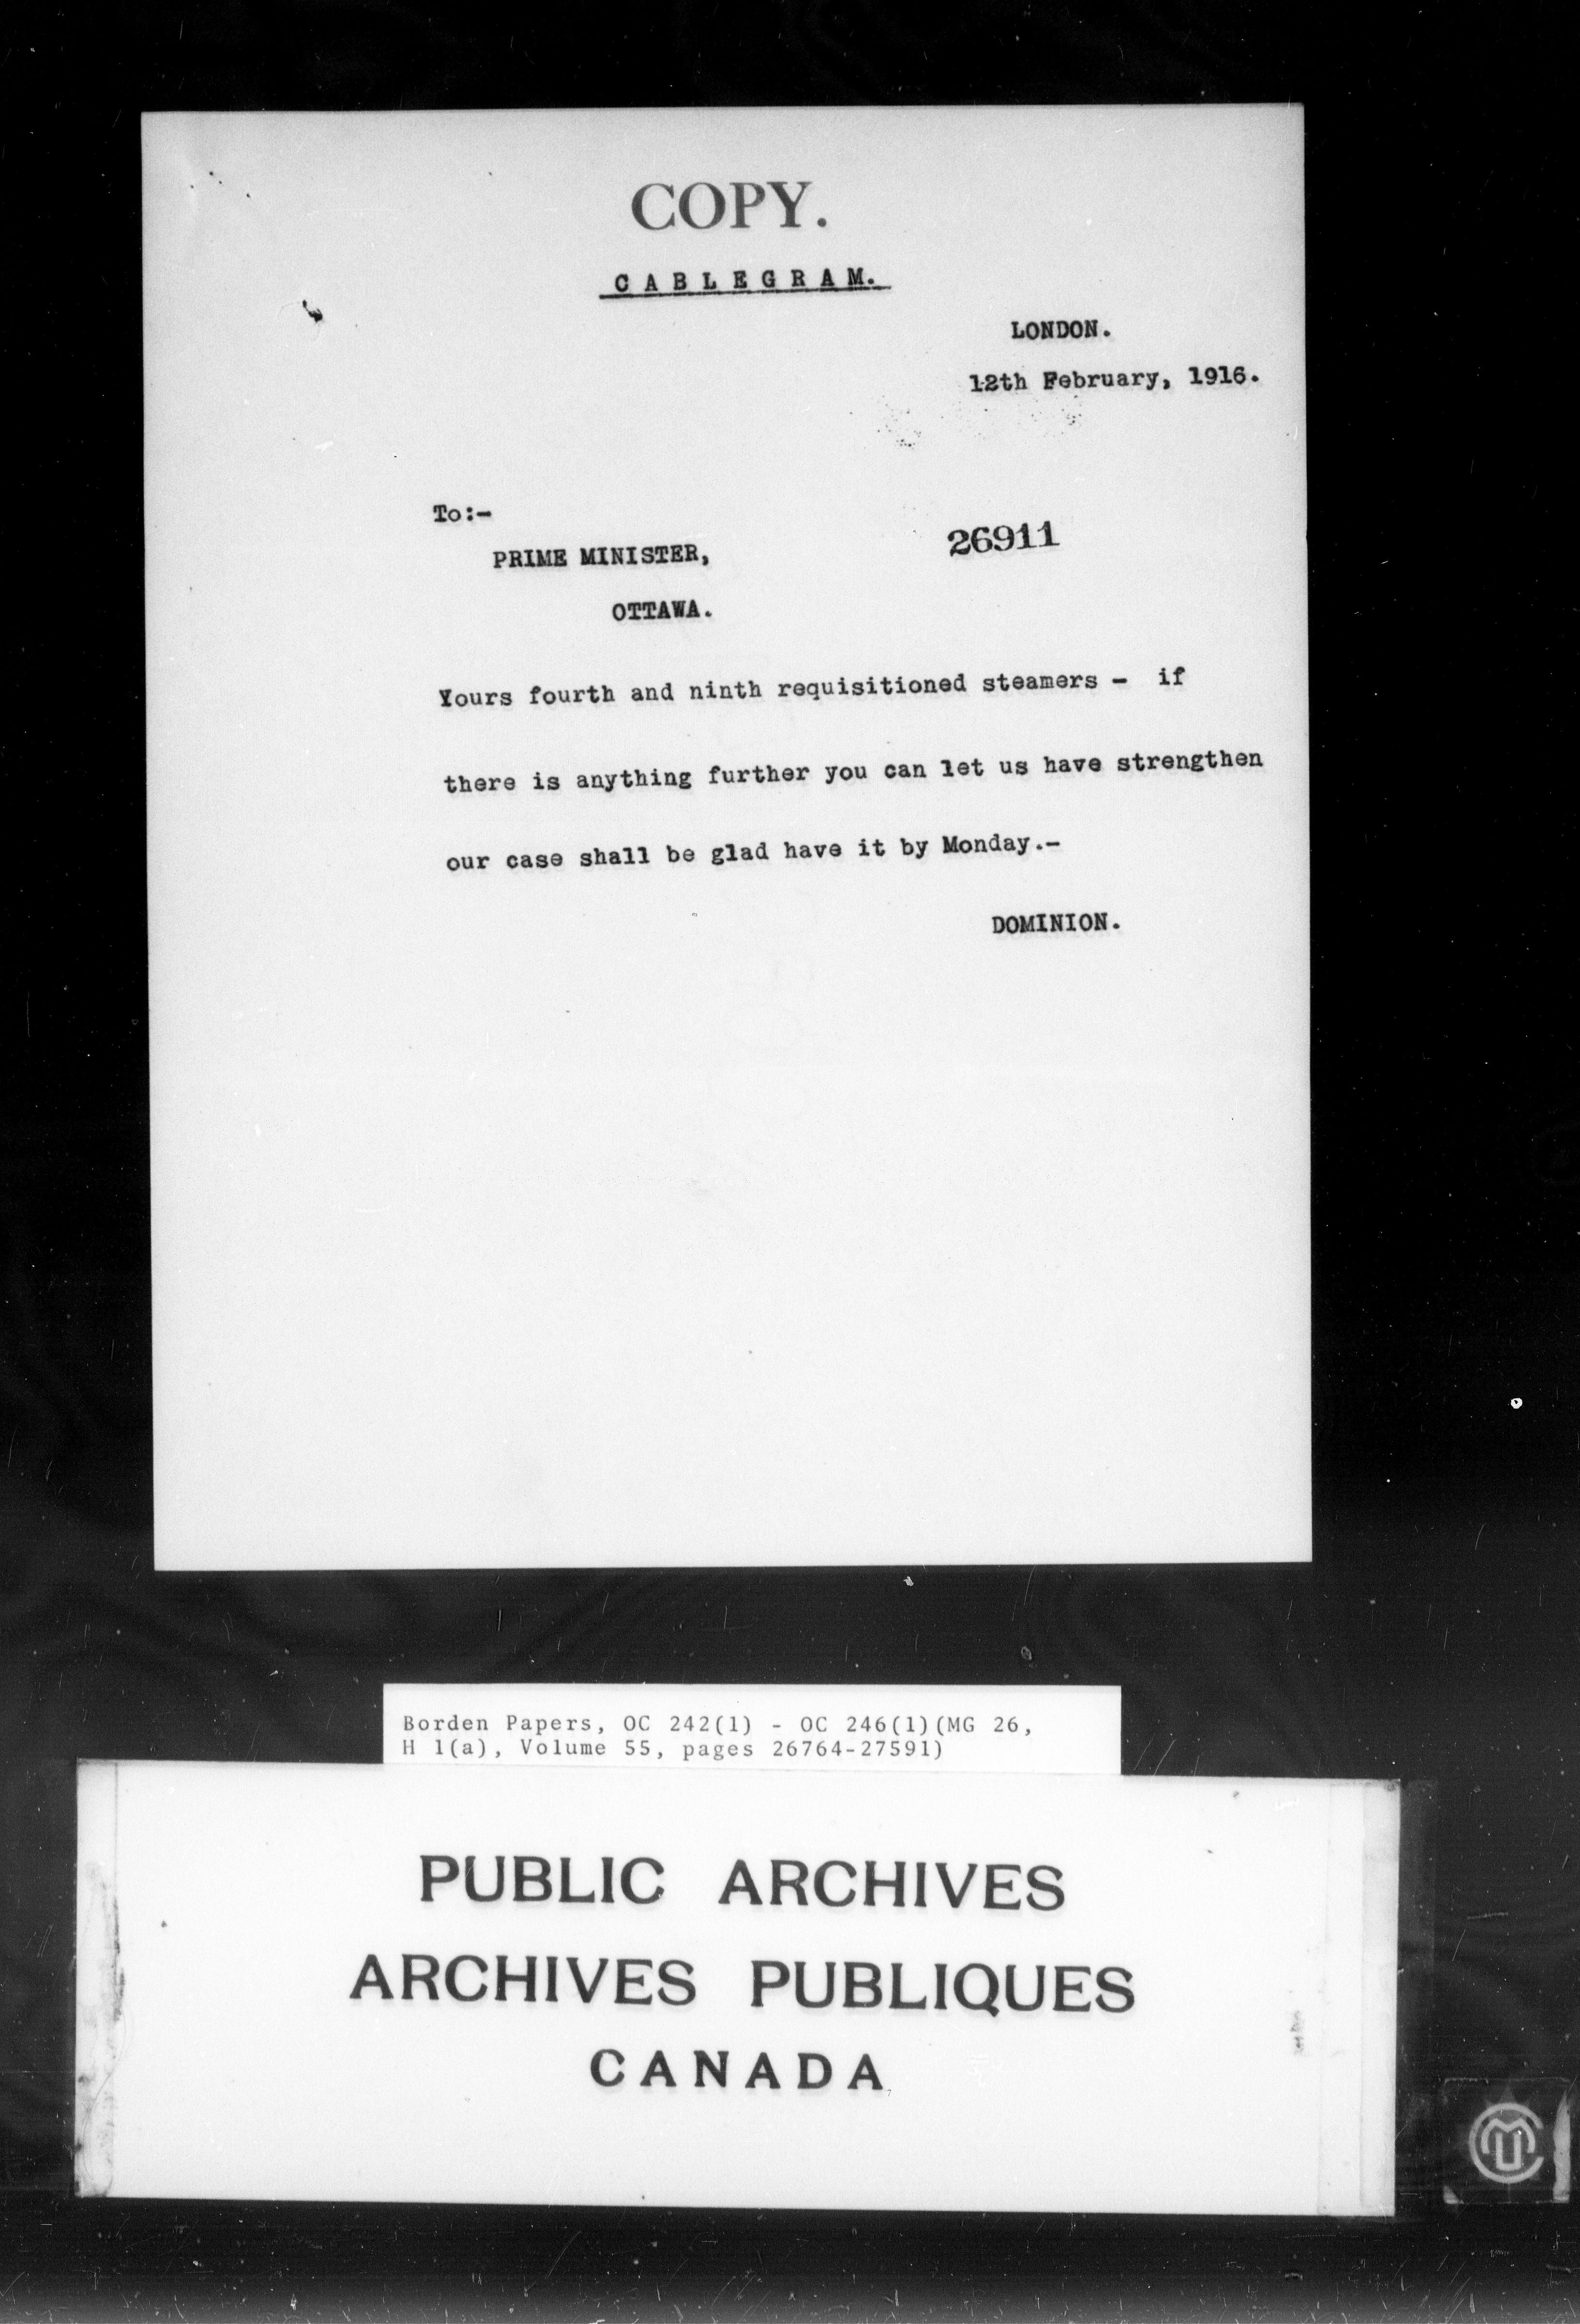 COPY.
CABLEGRAM.
LONDON.
12th February, 1916.
To:-
26911
PRIME MINISTER,
OTTAWA.
Yours fourth and ninth requisitioned steamers - if
there is anything further you can let us have strengthen
our case shall be glad have it by Monday.-
DOMINION.
Borden Papers, OC 242(1) - OC 246(1)(MG 26,
H 1(a), Volume 55, pages 26764-27591)
PUBLIC ARCHIVES
ARCHIVES PUBLIQUES
CANADA